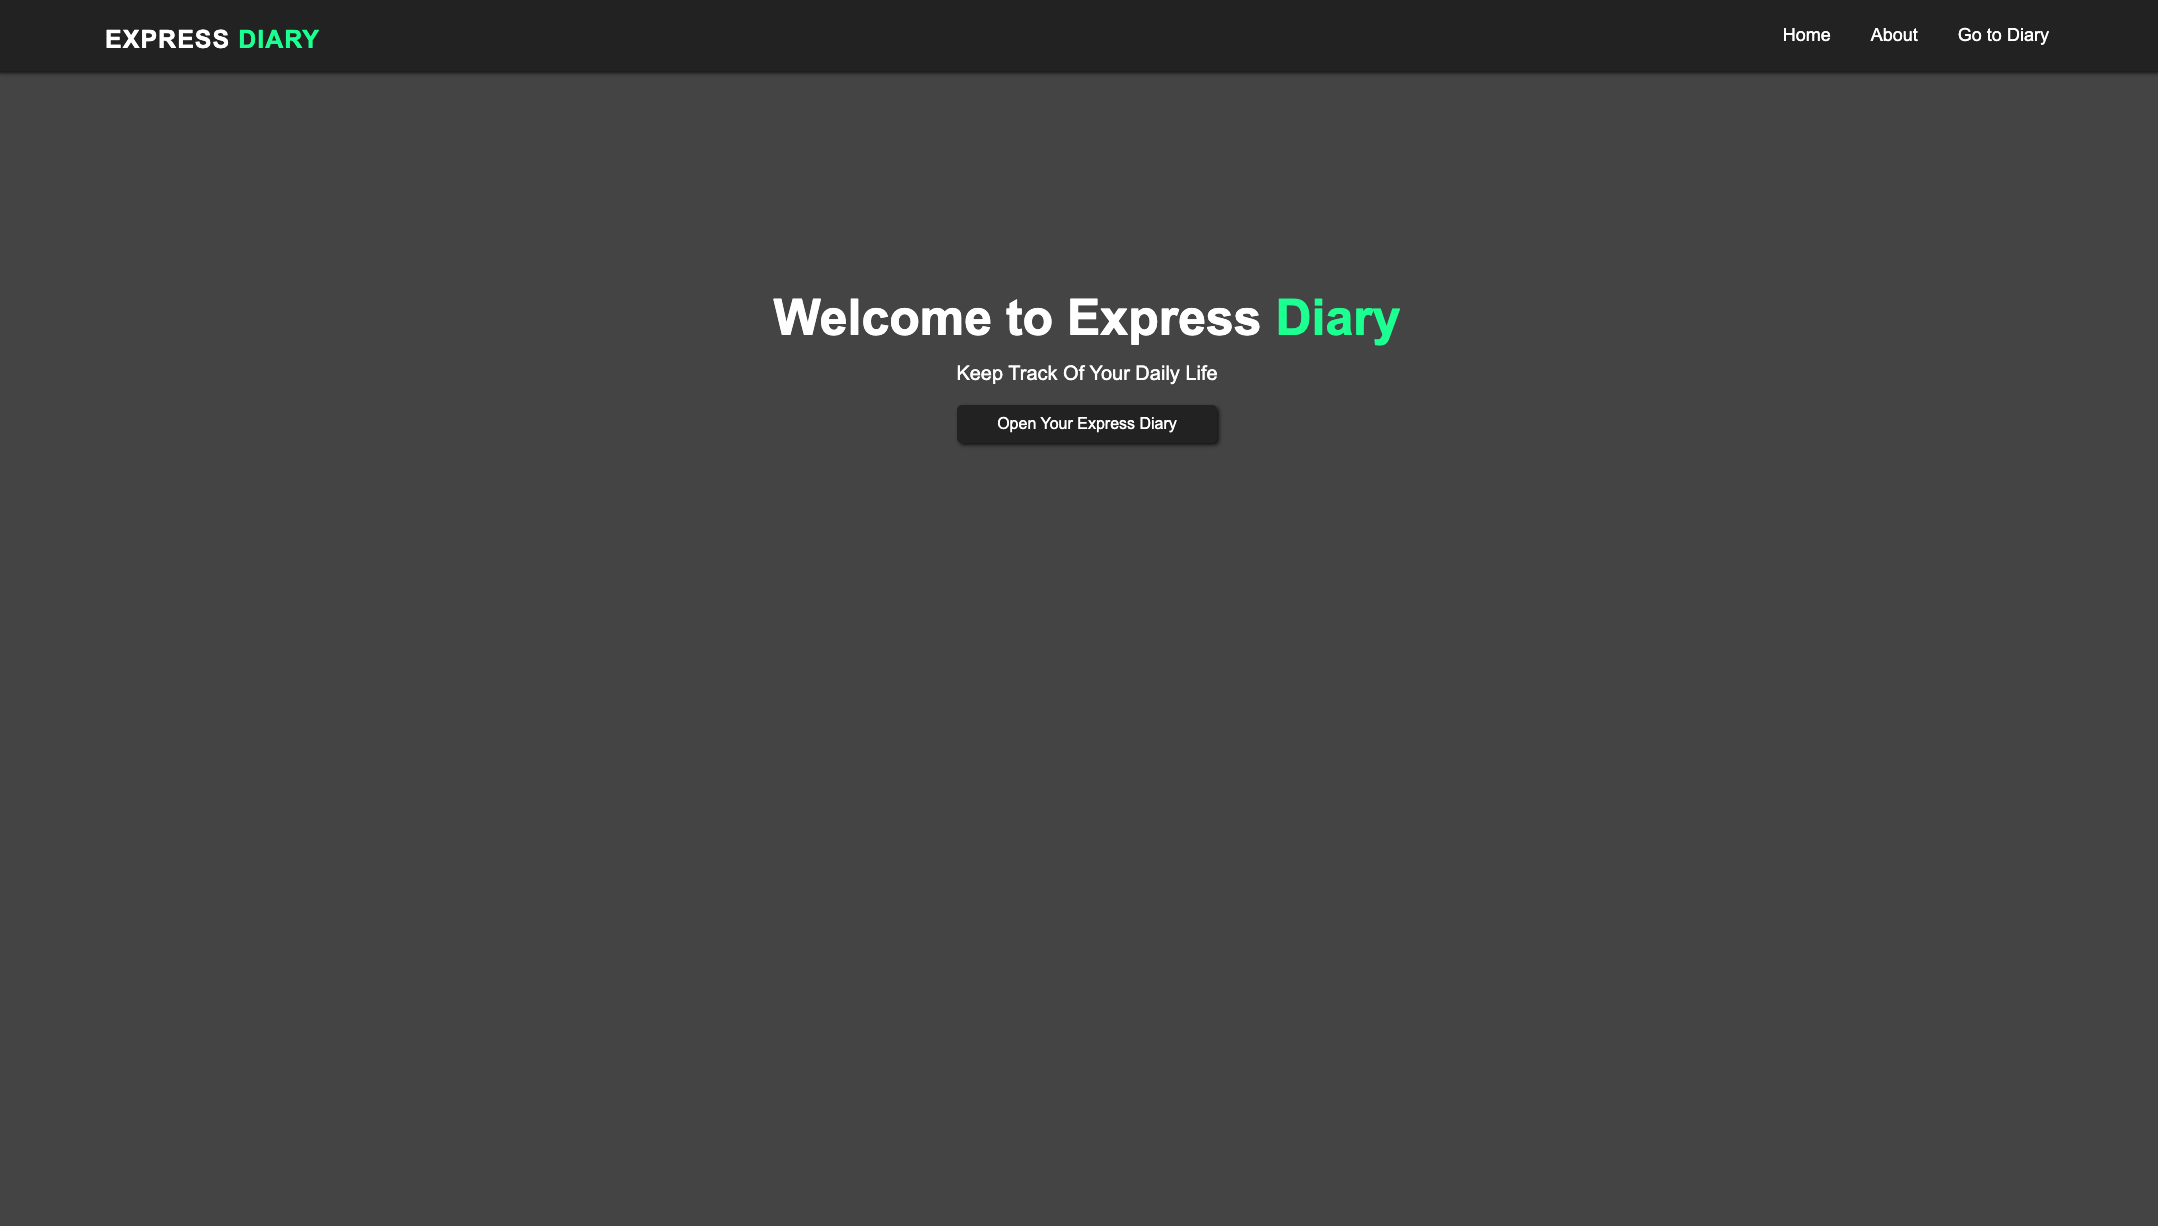 EXPRESS DIARY
Home About Go to Diary
Welcome to Express Diary
Keep Track Of Your Daily Life
Open Your Express Diary